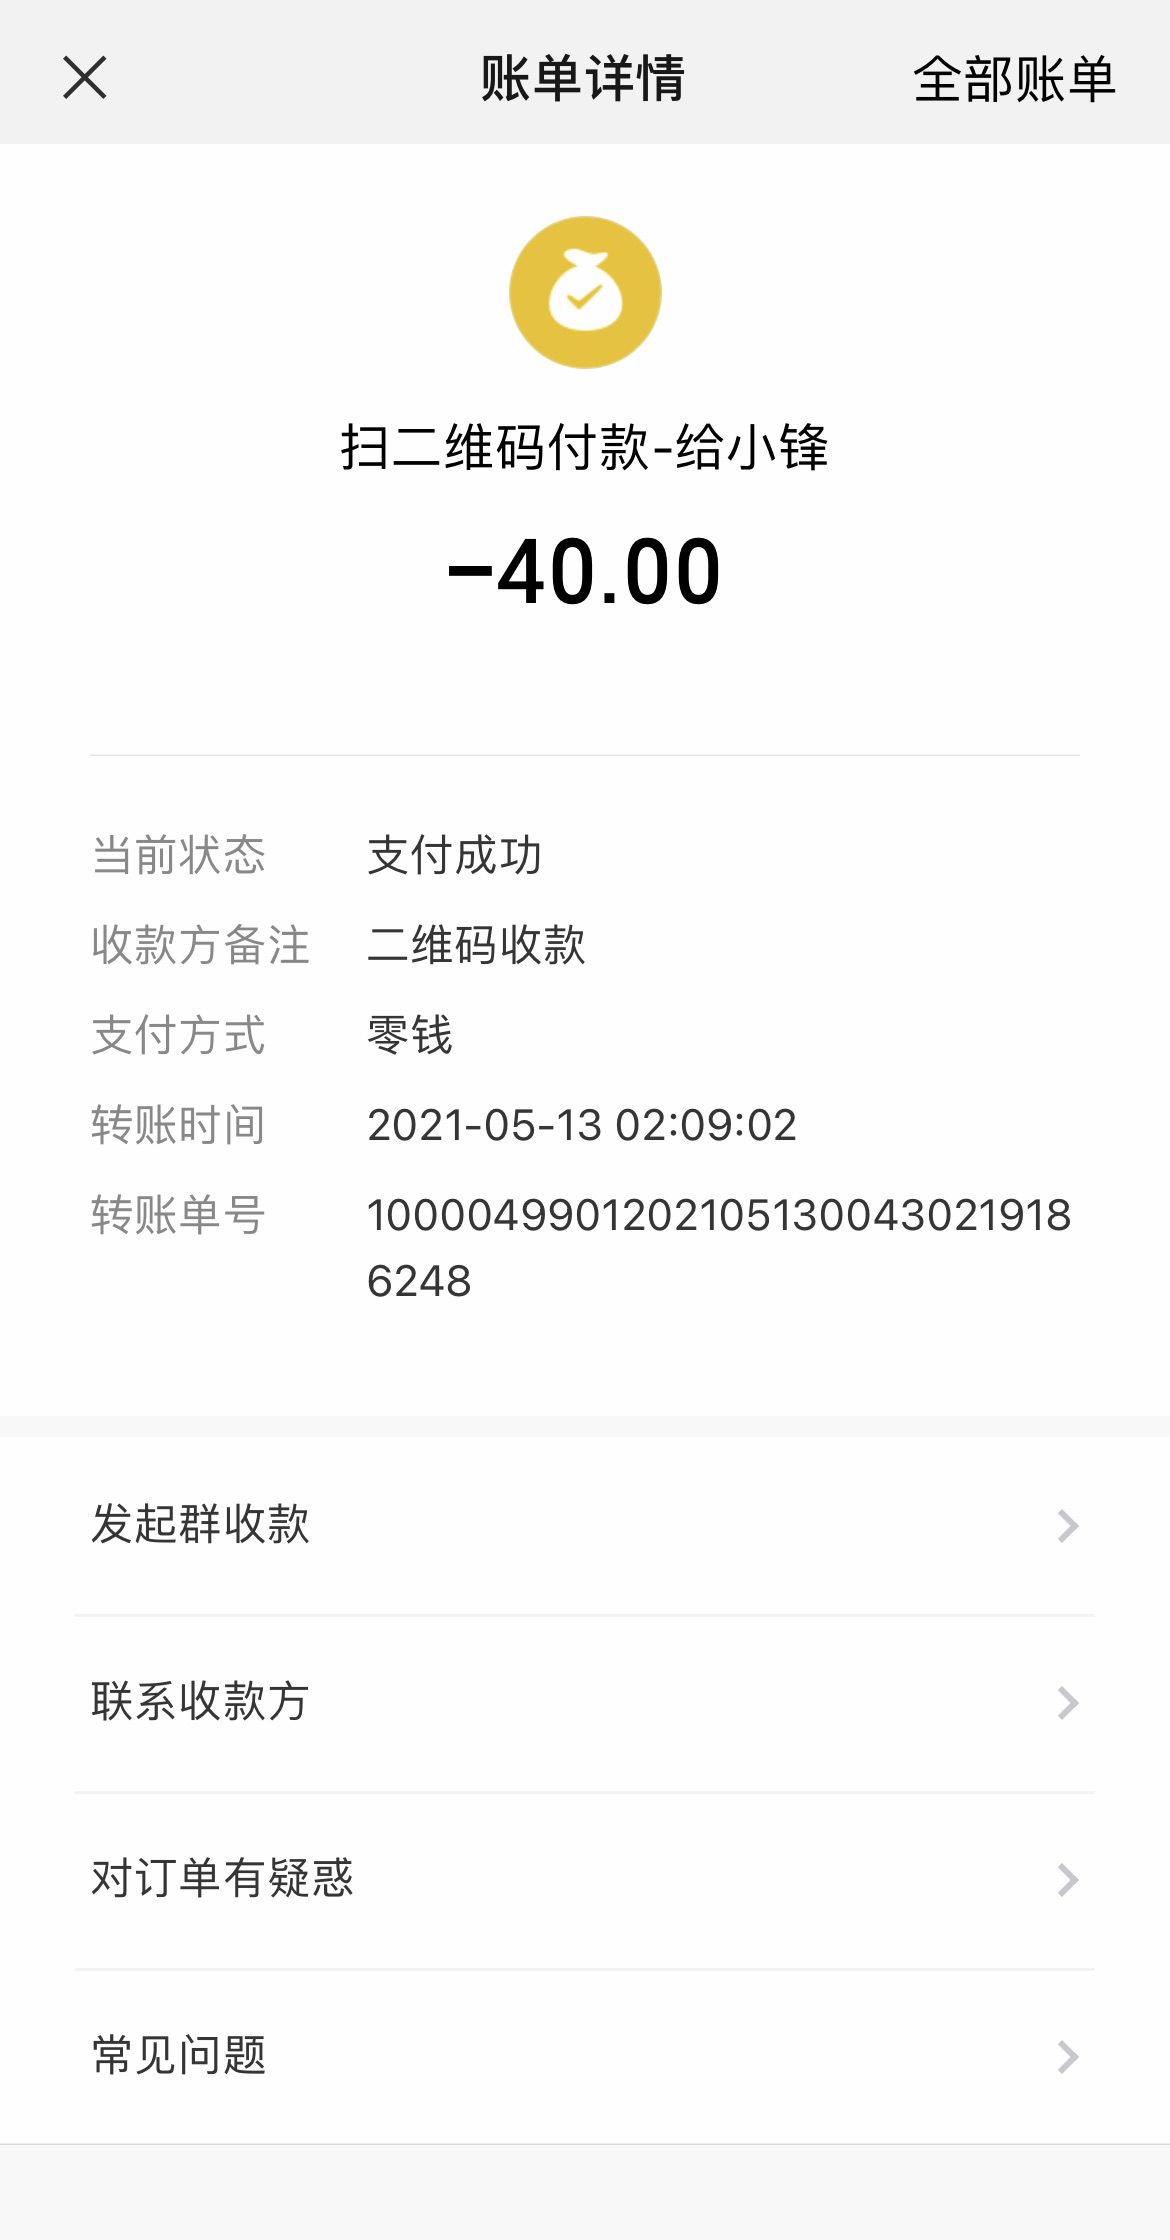 账单详情
全部账单
扫二维码付款-给小锋
-40.00
当前状态 支付成功
收款方备注 二维码收款
支付方式 零钱
转账时间 2021-05-13 02:09:02
转账单号 1000049901202105130043021918
6248
发起群收款
联系收款方
对订单有疑惑
常见问题